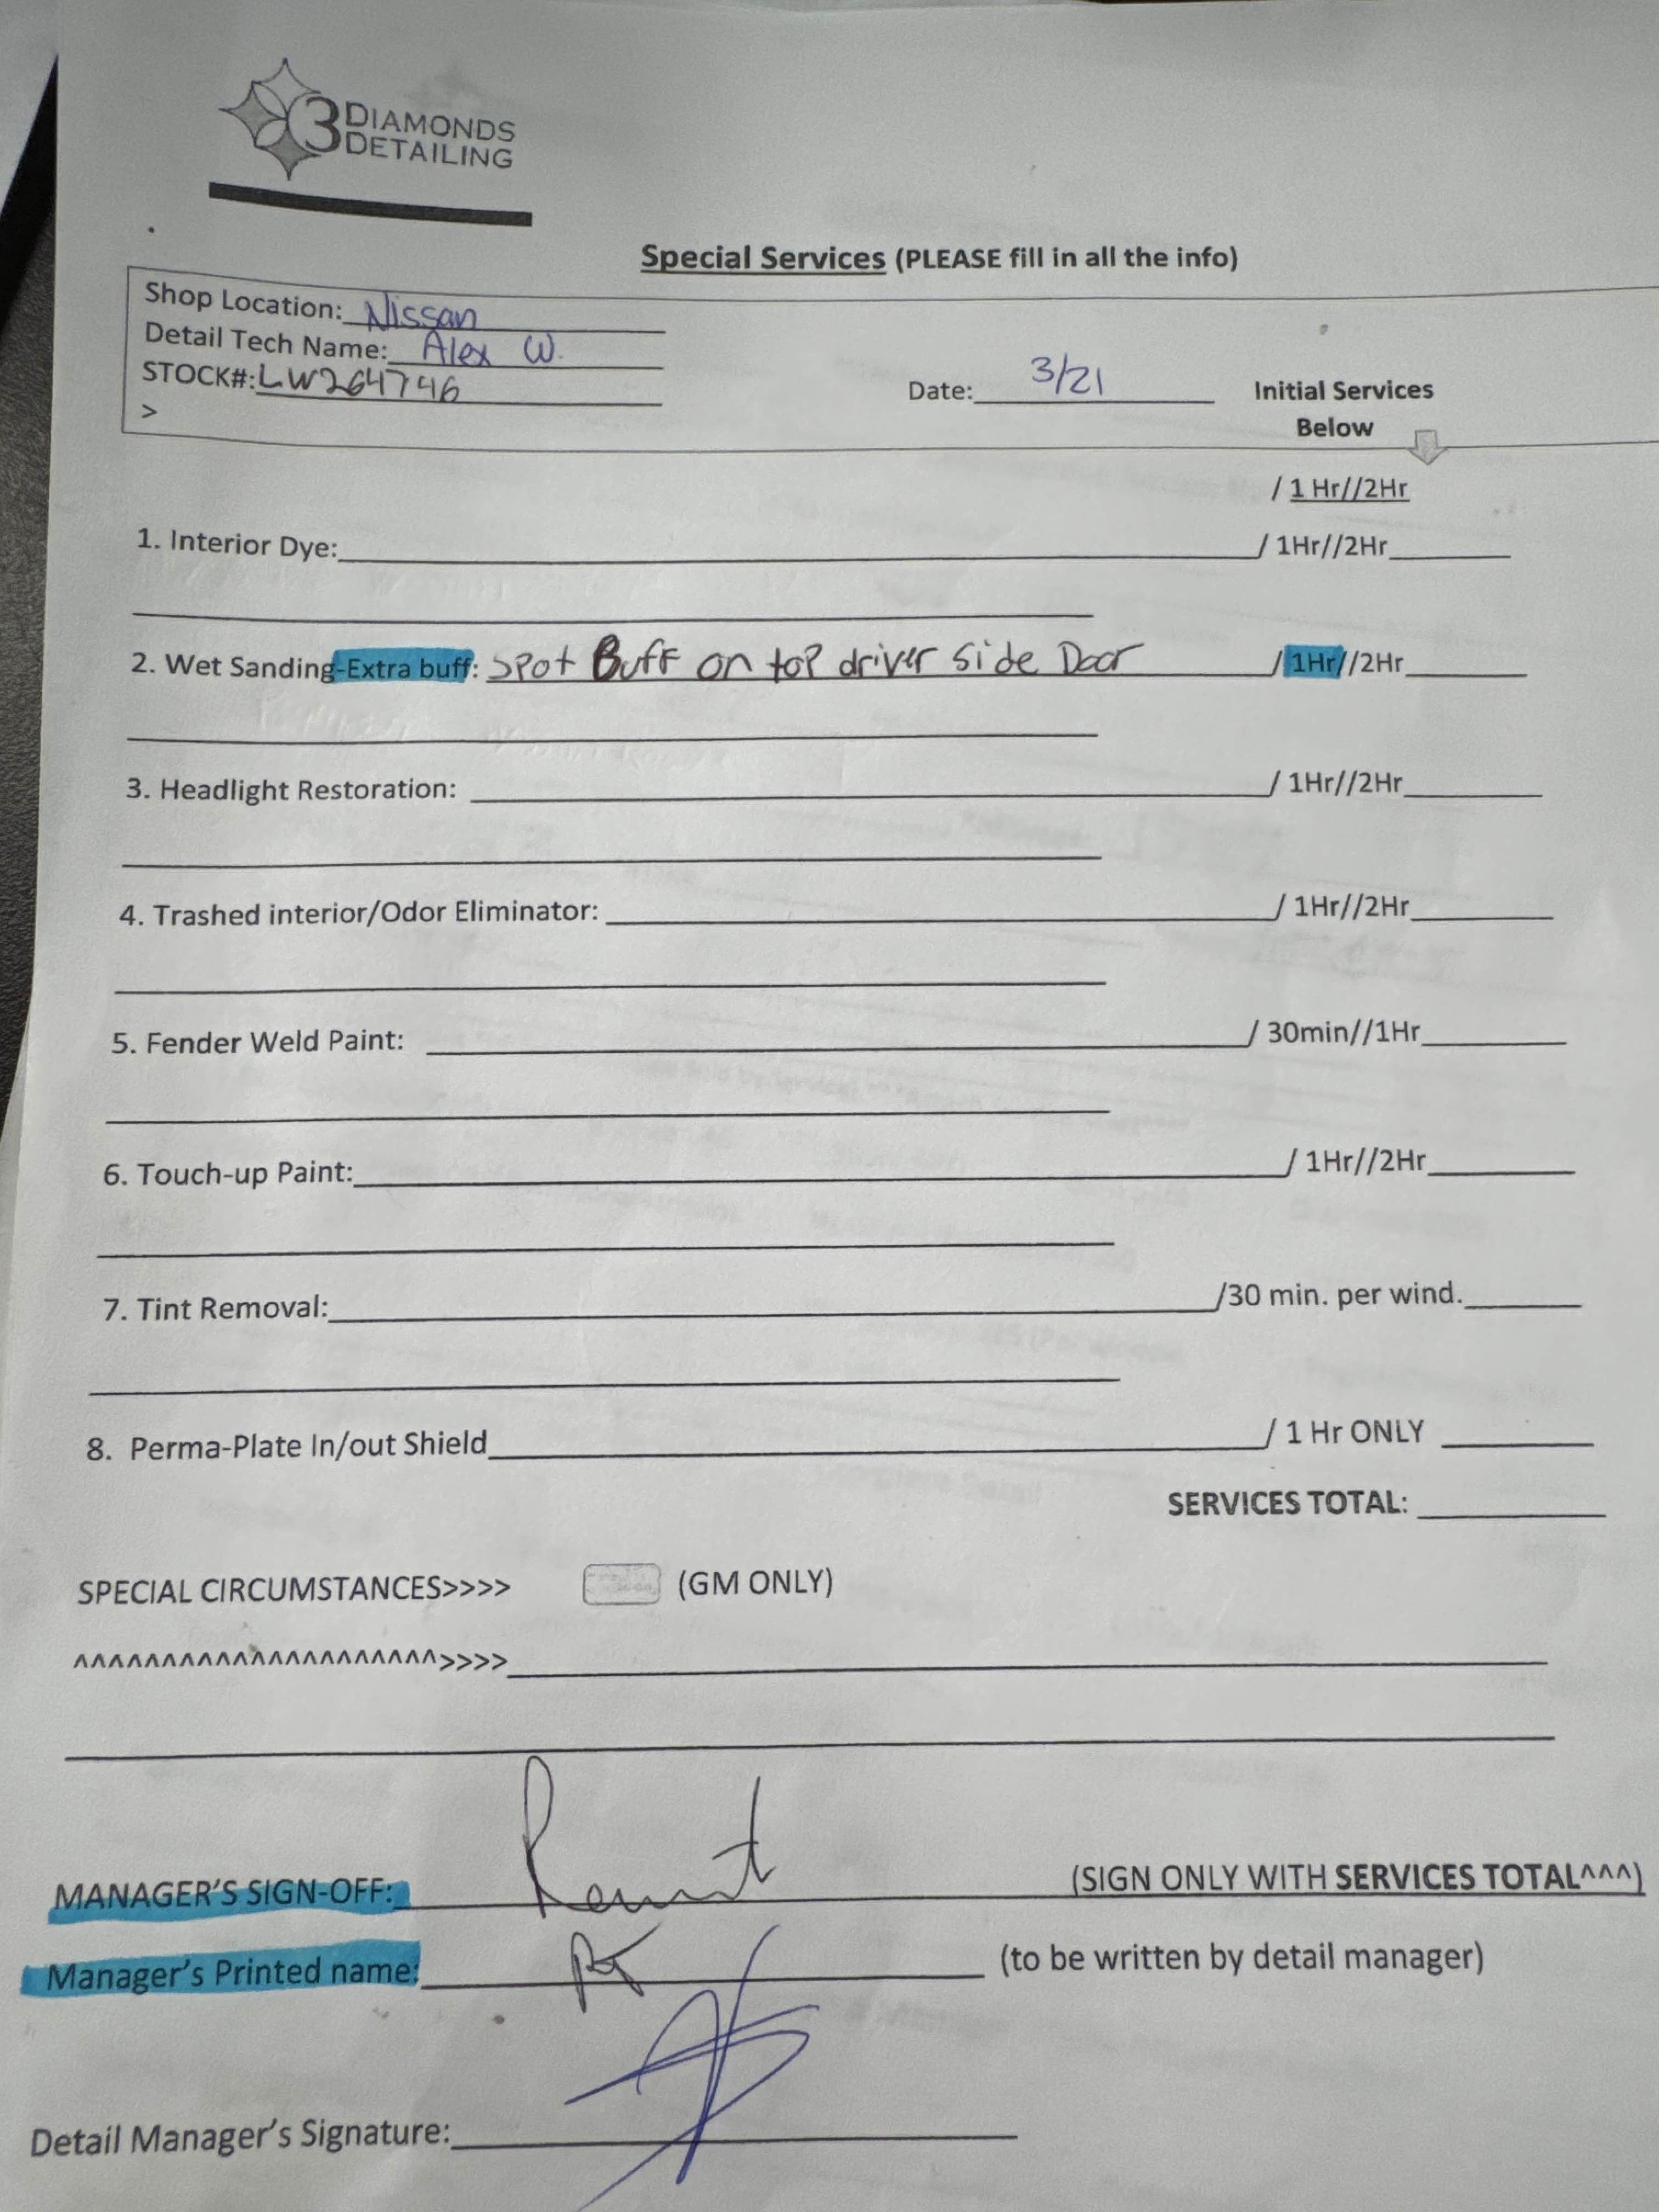 3 DIAMONDS
DETAILING
Special Services (PLEASE fill in all the info)
Shop Location: Nissan
Detail Tech Name: Alex W.
STOCK#: LW264746
>
Date: 3/21
Initial Services
Below
/ 1 Hr//2Hr
1. Interior Dye: / 1Hr//2Hr
2. Wet Sanding-Extra buff: Spot Buff on top driver side Door / 1Hr//2Hr
3. Headlight Restoration: / 1Hr//2Hr
4. Trashed interior/Odor Eliminator: / 1Hr//2Hr
5. Fender Weld Paint: / 30min//1Hr
6. Touch-up Paint: / 1Hr//2Hr
7. Tint Removal: /30 min. per wind.
8. Perma-Plate In/out Shield / 1 Hr ONLY
SERVICES TOTAL:
SPECIAL CIRCUMSTANCES>>>> (GM ONLY)
^^^^^^^^^^^^^^^^^^^^^>>>>
MANAGER'S SIGN-OFF: (SIGN ONLY WITH SERVICES TOTAL^^^)
Manager's Printed name: (to be written by detail manager)
Detail Manager's Signature: